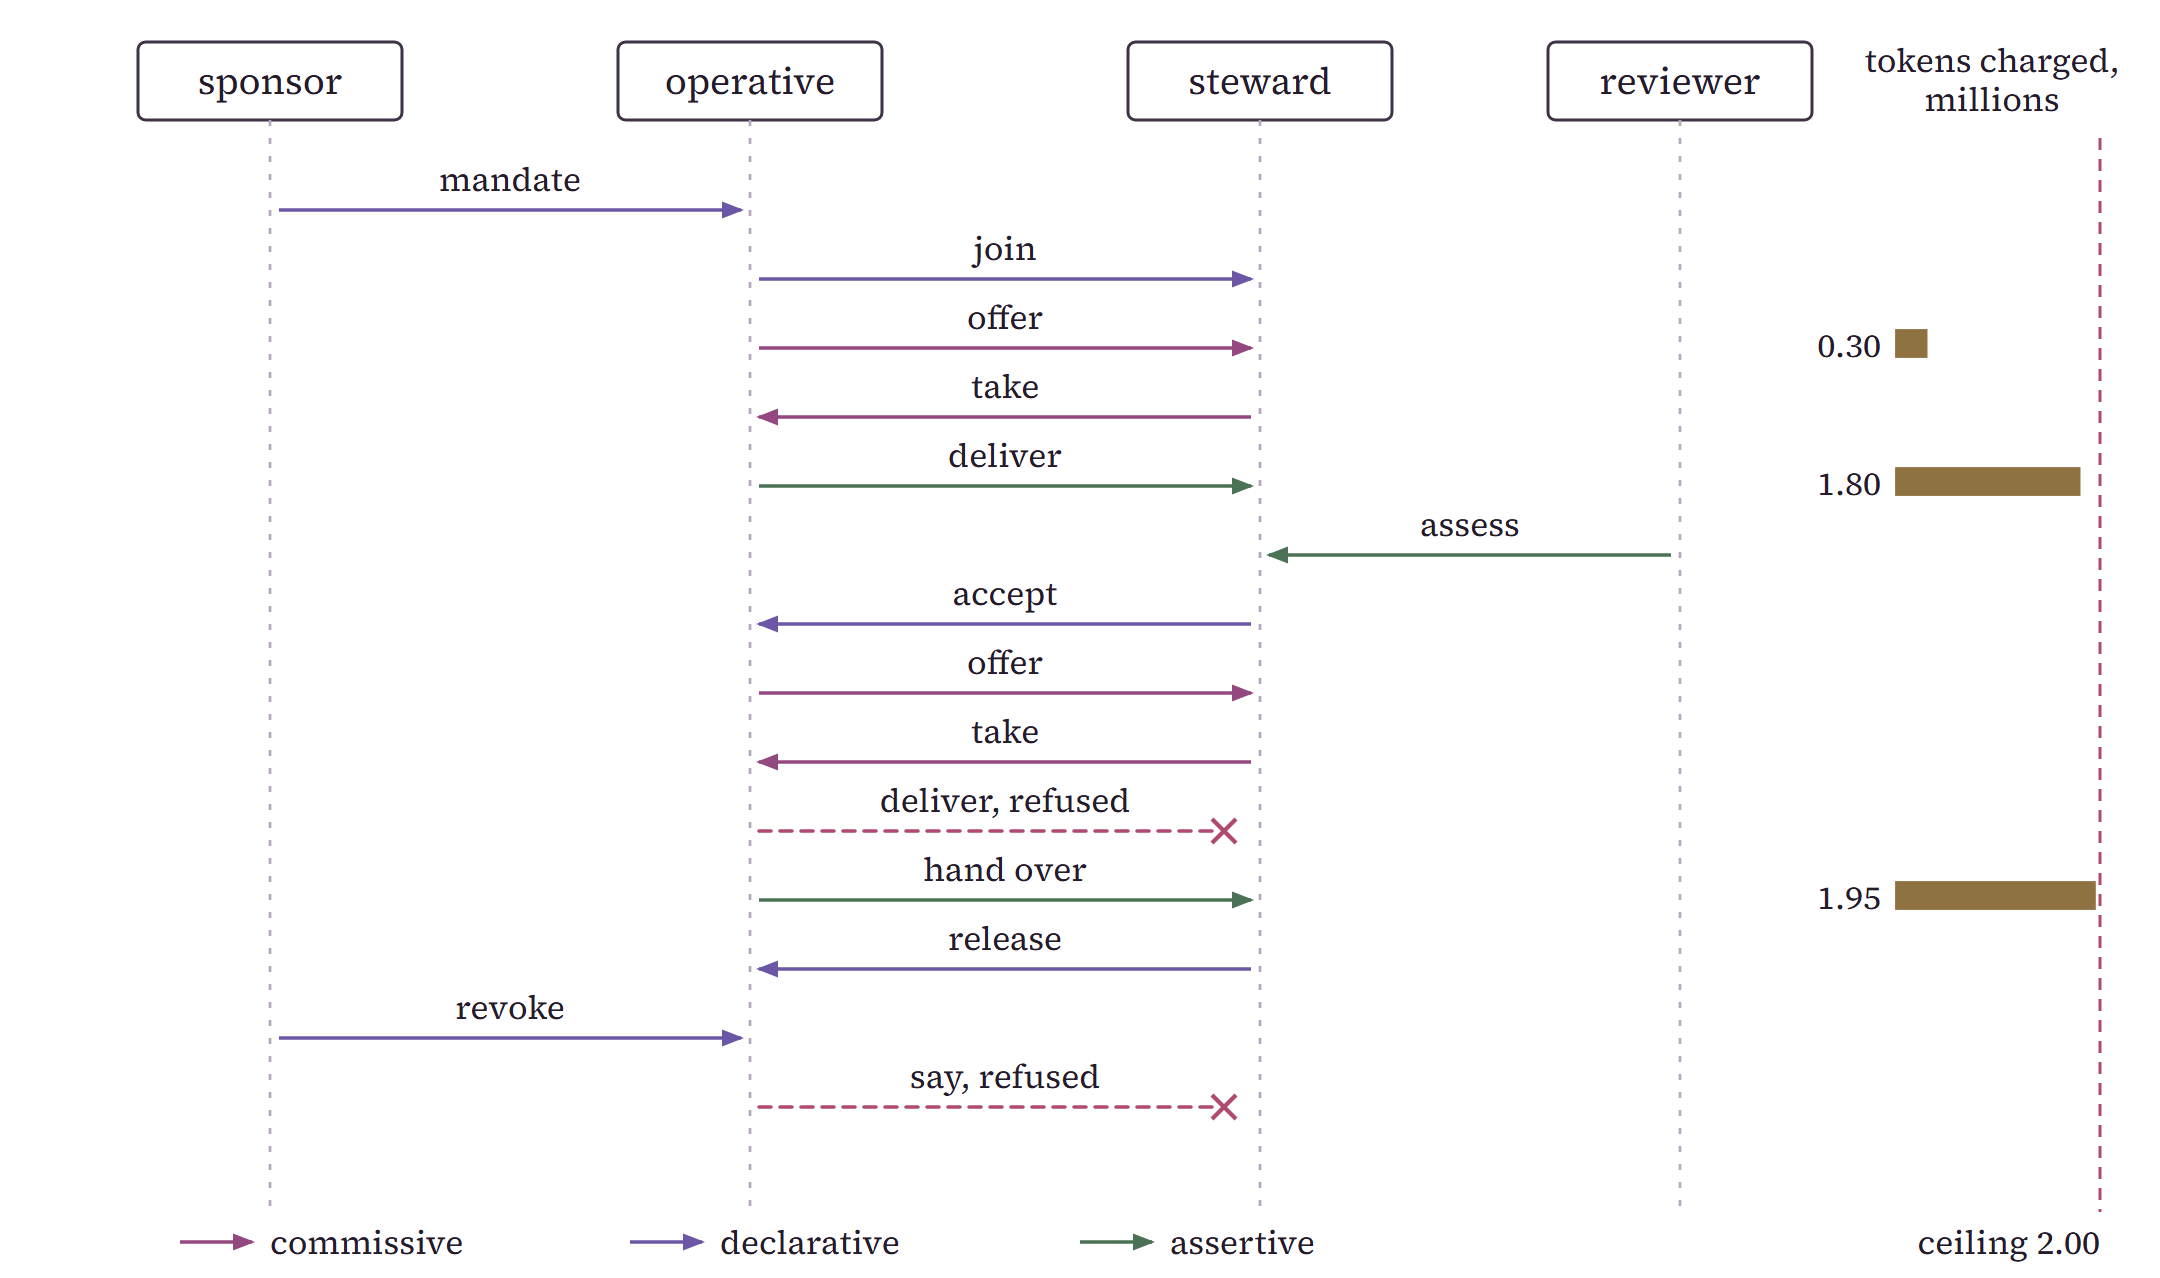 sponsor
operative
steward
reviewer
tokens charged,
millions
mandate
join
offer
0.30
take
deliver
1.80
assess
accept
offer
take
deliver, refused
hand over
1.95
release
revoke
say, refused
commissive
declarative
assertive
ceiling 2.00